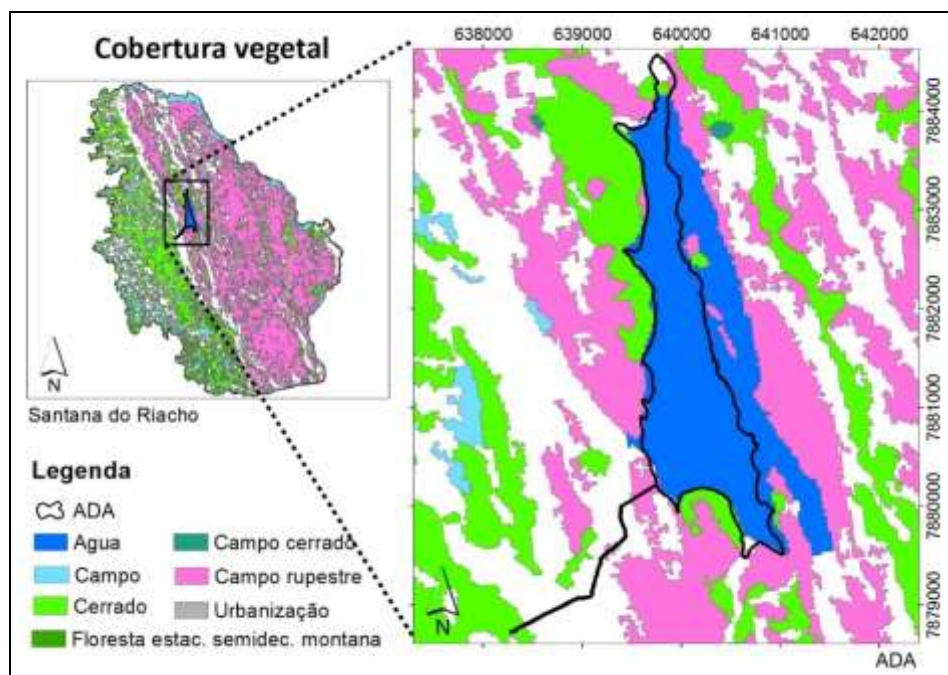 Cobertura vegetal
N
Santana do Riacho
Legenda
ADA
Agua
Campo
Cerrado
Floresta estac. semidec. montana
Campo cerrado
Campo rupestre
Urbanização
638000 639000 640000 641000 642000
7884000
7883000
7882000
7881000
7880000
7879000
N
ADA